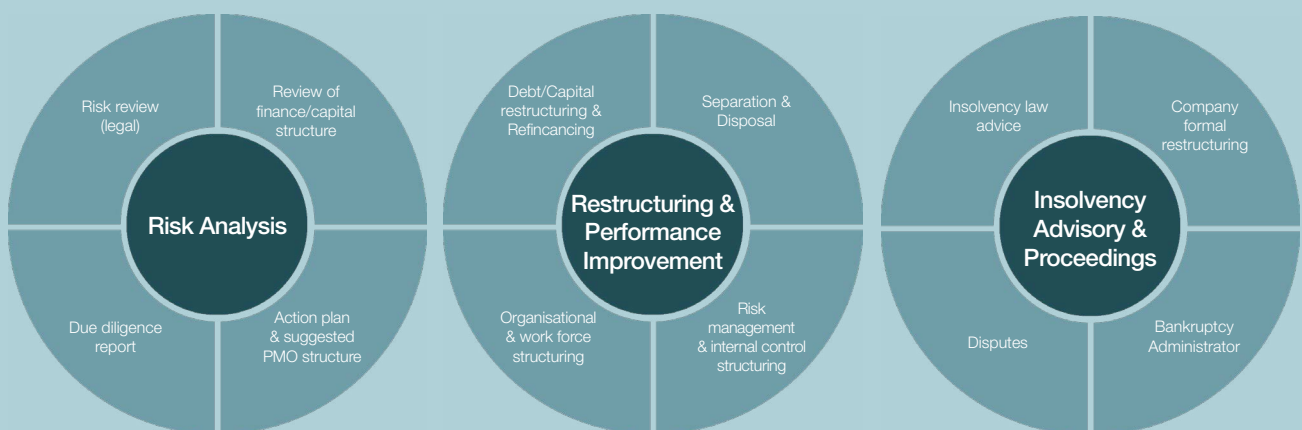 Risk review
(legal)
Review of
finance/capital
structure
Risk Analysis
Due diligence
report
Action plan
& suggested
PMO structure
Debt/Capital
restructuring &
Refincancing
Separation &
Disposal
Restructuring &
Performance
Improvement
Organisational
& work force
structuring
Risk
management
& internal control
structuring
Insolvency law
advice
Company
formal
restructuring
Insolvency
Advisory &
Proceedings
Disputes
Bankruptcy
Administrator